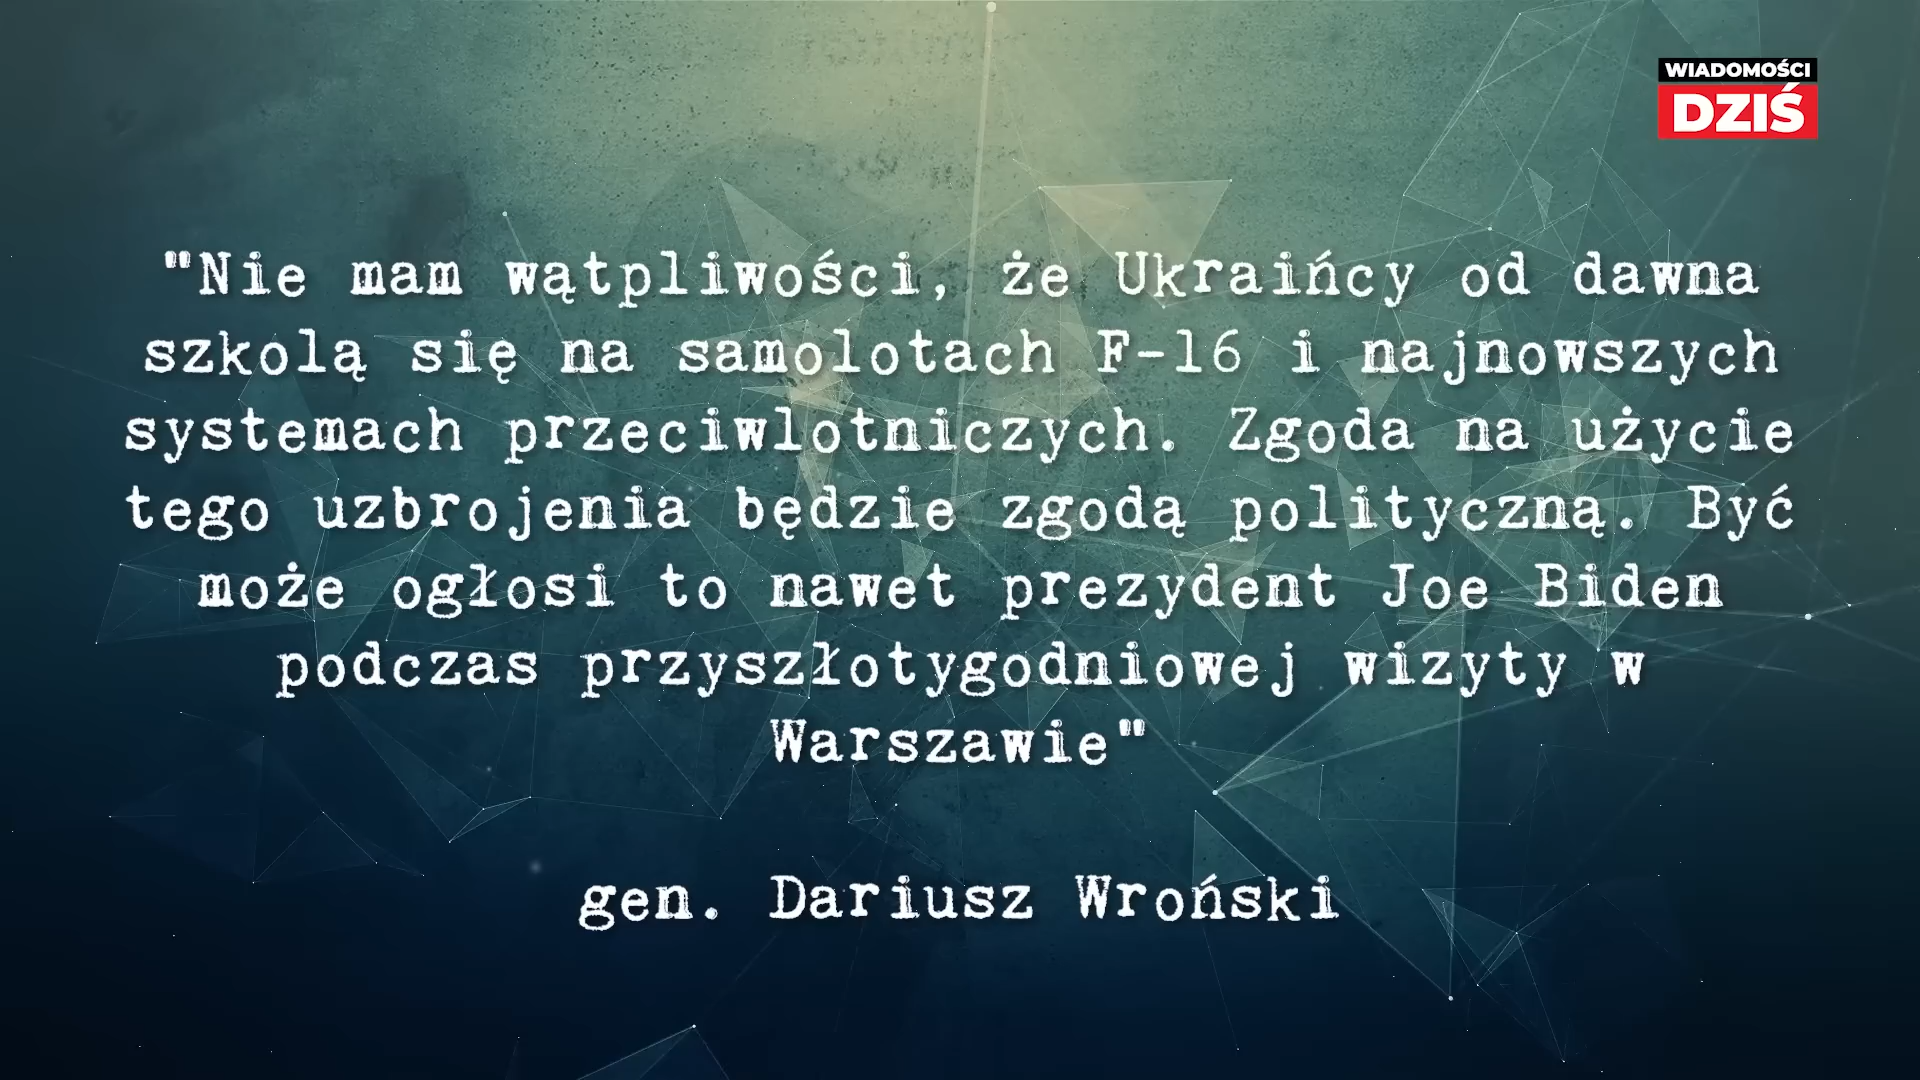 WIADOMOŚCI
DZIŚ
"Nie mam wątpliwości, że Ukraińcy od dawna
szkolą się na samolotach F-16 i najnowszych
systemach przeciwlotniczych. Zgoda na użycie
tego uzbrojenia będzie zgodą polityczną. Być
może ogłosi to nawet prezydent Joe Biden
podczas przyszłotygodniowej wizyty w
Warszawie"
gen. Dariusz Wroński